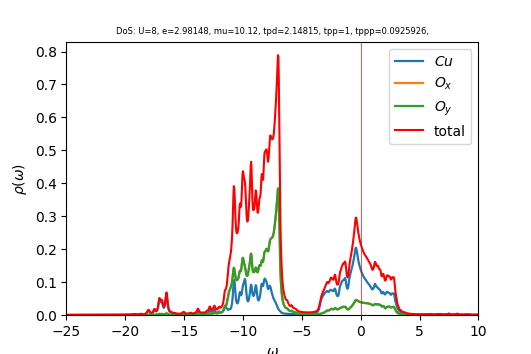 DoS: U=8, e=2.98148, mu=10.12, tpd=2.14815, tpp=1, tppp=0.0925926,
0.8
0.7
0.6
0.5
0.4
0.3
0.2
0.1
0.0
ρ(ω)
Cu
Oₓ
Oᵧ
total
−25 −20 −15 −10 −5 0 5 10
ω